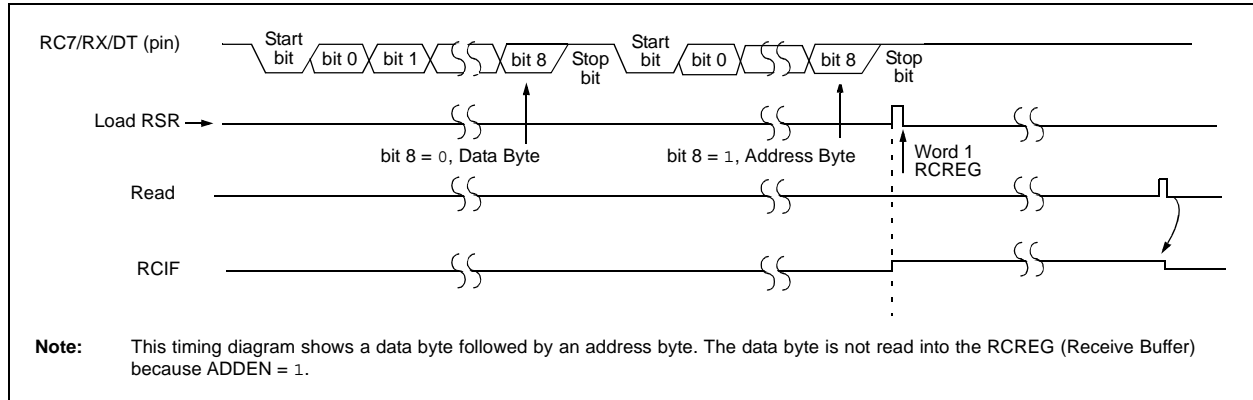 RC7/RX/DT (pin)
Start bit
bit 0
bit 1
bit 8
Stop bit
Start bit
bit 0
bit 8
Stop bit
Load RSR
bit 8 = 0, Data Byte
bit 8 = 1, Address Byte
Word 1
RCREG
Read
RCIF
Note: This timing diagram shows a data byte followed by an address byte. The data byte is not read into the RCREG (Receive Buffer)
because ADDEN = 1.